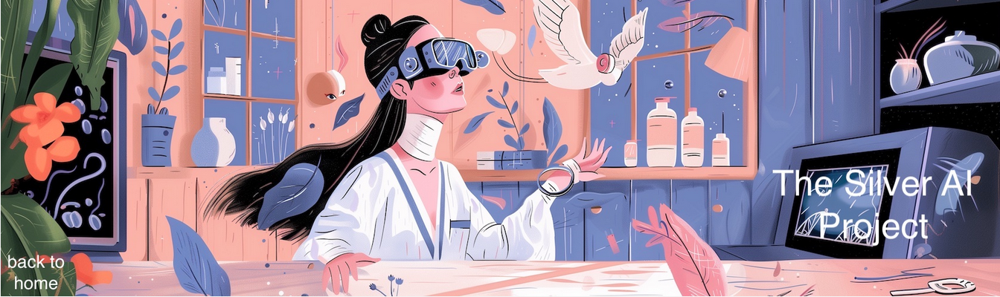 The Silver AI
Project
back to
home